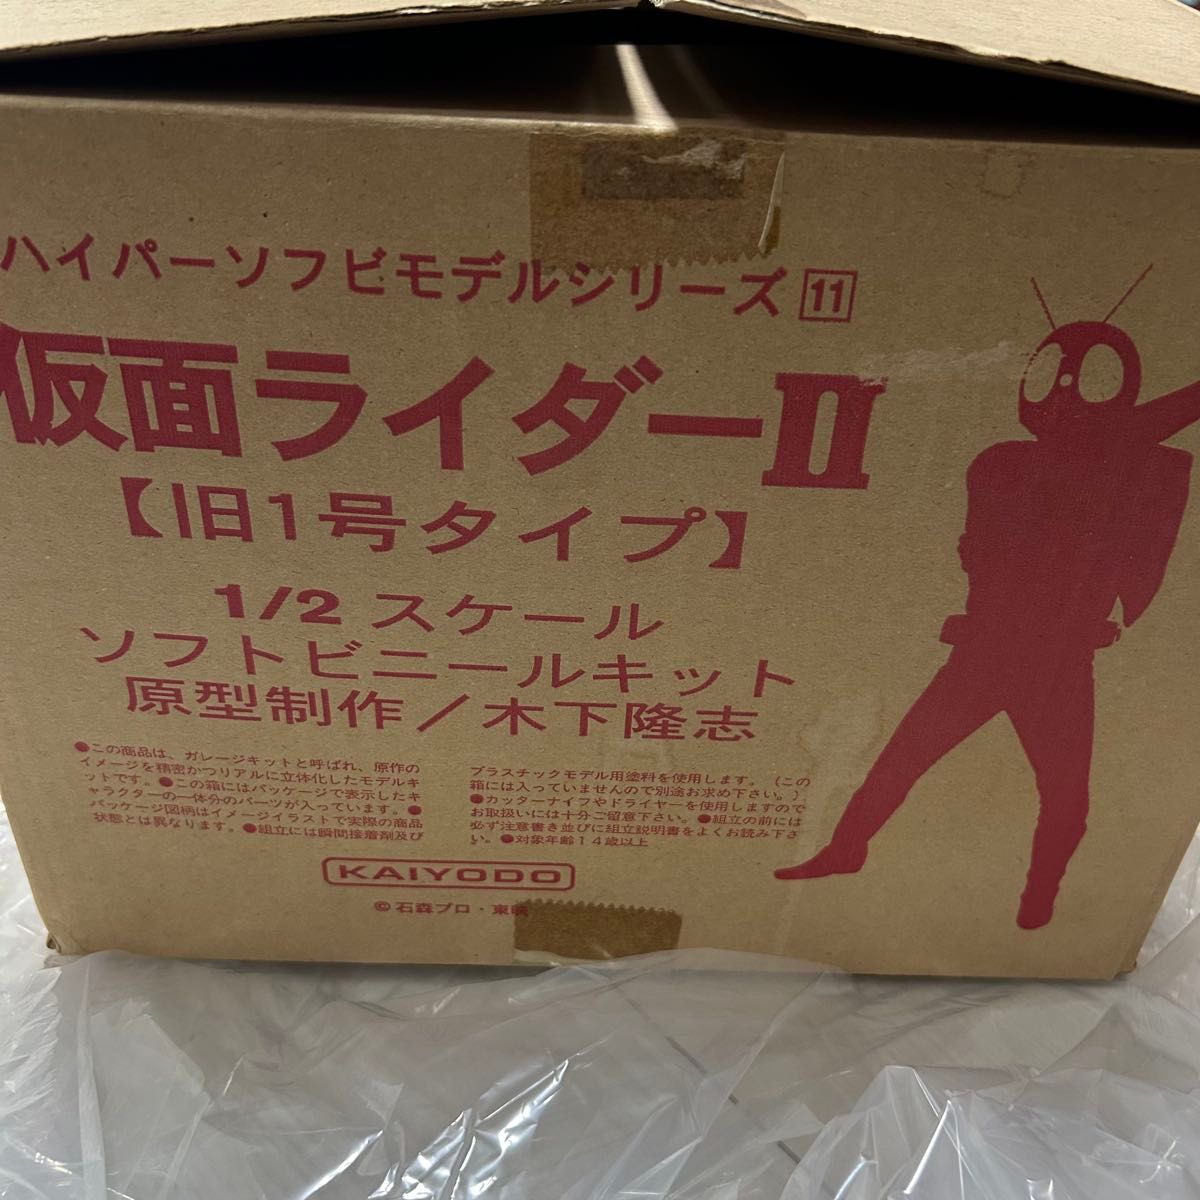 ハイパーソフビモデルシリーズ 11
仮面ライダーII
【旧1号タイプ】
1/2 スケール
ソフトビニールキット
原型制作/木下隆志
●この商品は、ガレージキットと呼ばれ、原作の
イメージを精密かつリアルに立体化したモデルキ
ットです。●この箱にはパッケージで表示したキ
ャラクターの一体分のパーツが入っています。●
パッケージ図柄はイメージイラストで実際の商品
状態とは異なります。●組立には瞬間接着剤及び
プラスチックモデル用塗料を使用します。(この
箱には入っていませんので別途お求め下さい。)
●カッターナイフやドライヤーを使用しますので
お取扱いには十分ご留意下さい。●組立の前には
必ず注意書き並びに組立説明書をよくお読み下さ
い。●対象年齢14歳以上
KAIYODO
©石森プロ・東映